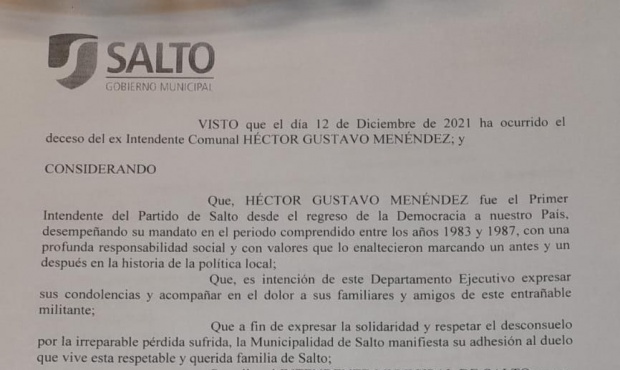 SALTO
GOBIERNO MUNICIPAL
VISTO que el día 12 de Diciembre de 2021 ha ocurrido el
deceso del ex Intendente Comunal HÉCTOR GUSTAVO MENÉNDEZ; y
CONSIDERANDO
Que, HÉCTOR GUSTAVO MENÉNDEZ fue el Primer
Intendente del Partido de Salto desde el regreso de la Democracia a nuestro País,
desempeñando su mandato en el periodo comprendido entre los años 1983 y 1987, con una
profunda responsabilidad social y con valores que lo enaltecieron marcando un antes y un
después en la historia de la política local;
Que, es intención de este Departamento Ejecutivo expresar
sus condolencias y acompañar en el dolor a sus familiares y amigos de este entrañable
militante;
Que a fin de expresar la solidaridad y respetar el desconsuelo
por la irreparable pérdida sufrida, la Municipalidad de Salto manifiesta su adhesión al duelo
que vive esta respetable y querida familia de Salto;